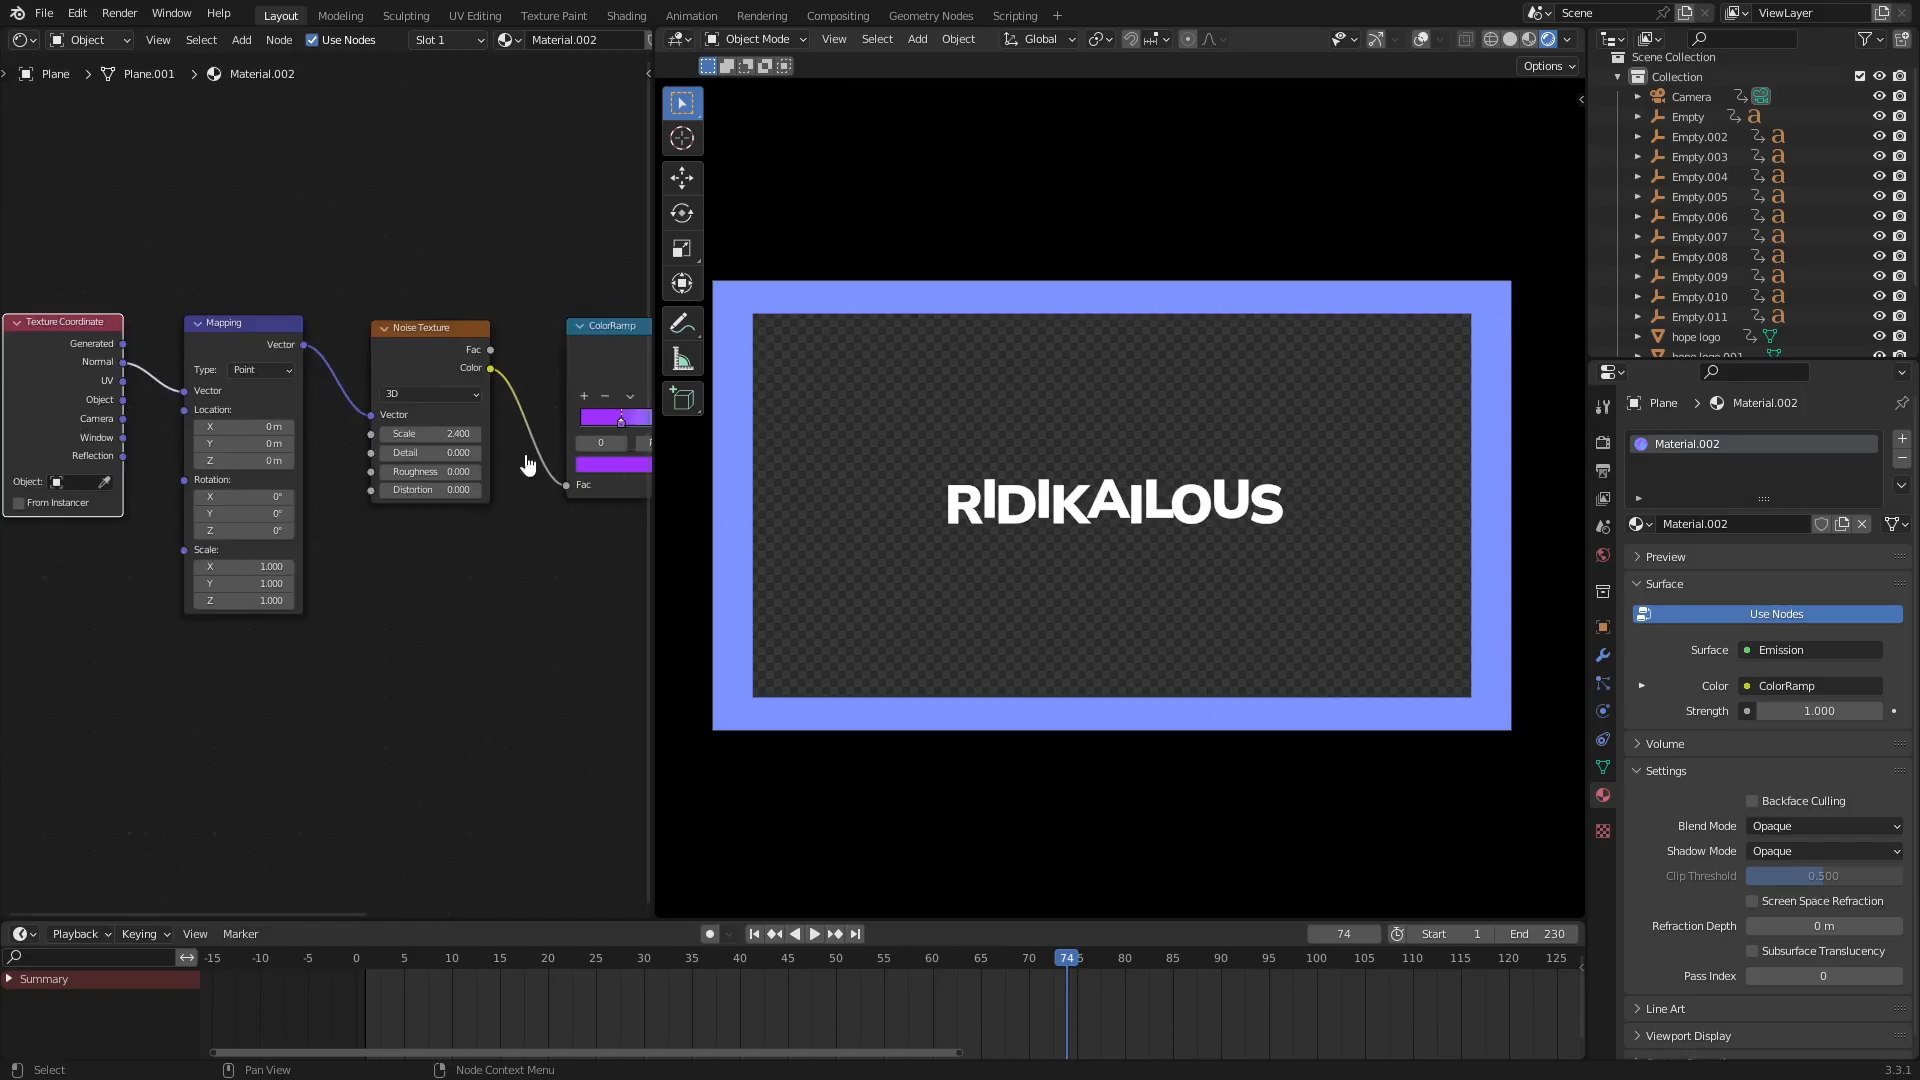 File Edit Render Window Help Layout Modeling Sculpting UV Editing Texture Paint Shading Animation Rendering Compositing Geometry Nodes Scripting + Scene ViewLayer
Object View Select Add Node Use Nodes Slot 1 Material.002
Object Mode View Select Add Object Global
Options
Plane > Plane.001 > Material.002
Texture Coordinate
Generated
Normal
UV
Object
Camera
Window
Reflection
Object:
From Instancer
Mapping
Vector
Type: Point
Vector
Location:
X 0 m
Y 0 m
Z 0 m
Rotation:
X 0°
Y 0°
Z 0°
Scale:
X 1.000
Y 1.000
Z 1.000
Noise Texture
Fac
Color
3D
Vector
Scale 2.400
Detail 0.000
Roughness 0.000
Distortion 0.000
ColorRamp
0
Fac
RIDIKAILOUS
Scene Collection
Collection
Camera
Empty
Empty.002
Empty.003
Empty.004
Empty.005
Empty.006
Empty.007
Empty.008
Empty.009
Empty.010
Empty.011
hope logo
hope logo.001
Plane > Material.002
Material.002
Material.002
Preview
Surface
Use Nodes
Surface Emission
Color ColorRamp
Strength 1.000
Volume
Settings
Backface Culling
Blend Mode Opaque
Shadow Mode Opaque
Clip Threshold 0.500
Screen Space Refraction
Refraction Depth 0 m
Subsurface Translucency
Pass Index 0
Line Art
Viewport Display
Playback Keying View Marker 74 Start 1 End 230
-15 -10 -5 0 5 10 15 20 25 30 35 40 45 50 55 60 65 70 74 5 80 85 90 95 100 105 110 115 120 125
Summary
Select Pan View Node Context Menu 3.3.1